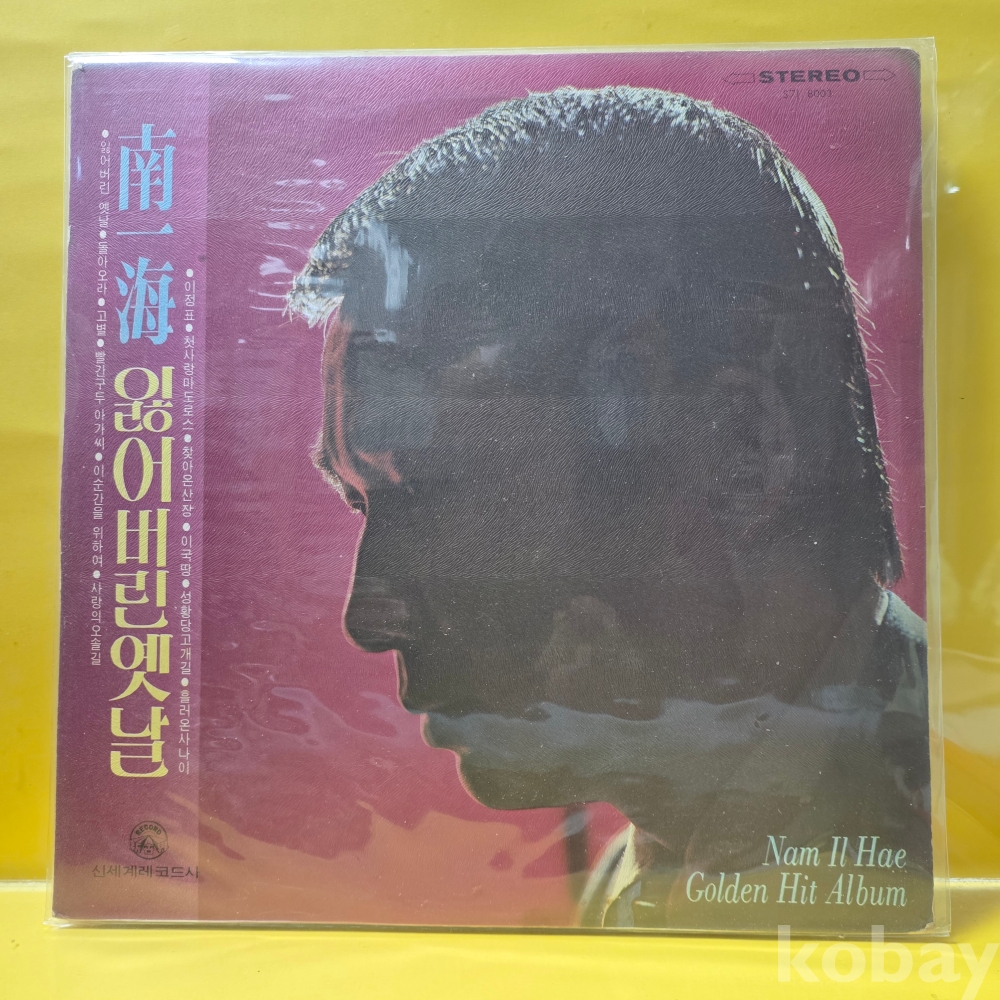 STEREO
STL 8003
南一海
잃어버린 옛날
●잃어버린 옛날●돌아오라●고별●빨간구두 아가씨●이순간을 위하여●사랑의오솔길
●이정표●첫사랑마도로스●찾아온산장●이국땅●성황당고개길●흘러온사나이
RECORD
신제계레코드사
Nam Il Hae
Golden Hit Album
kobay